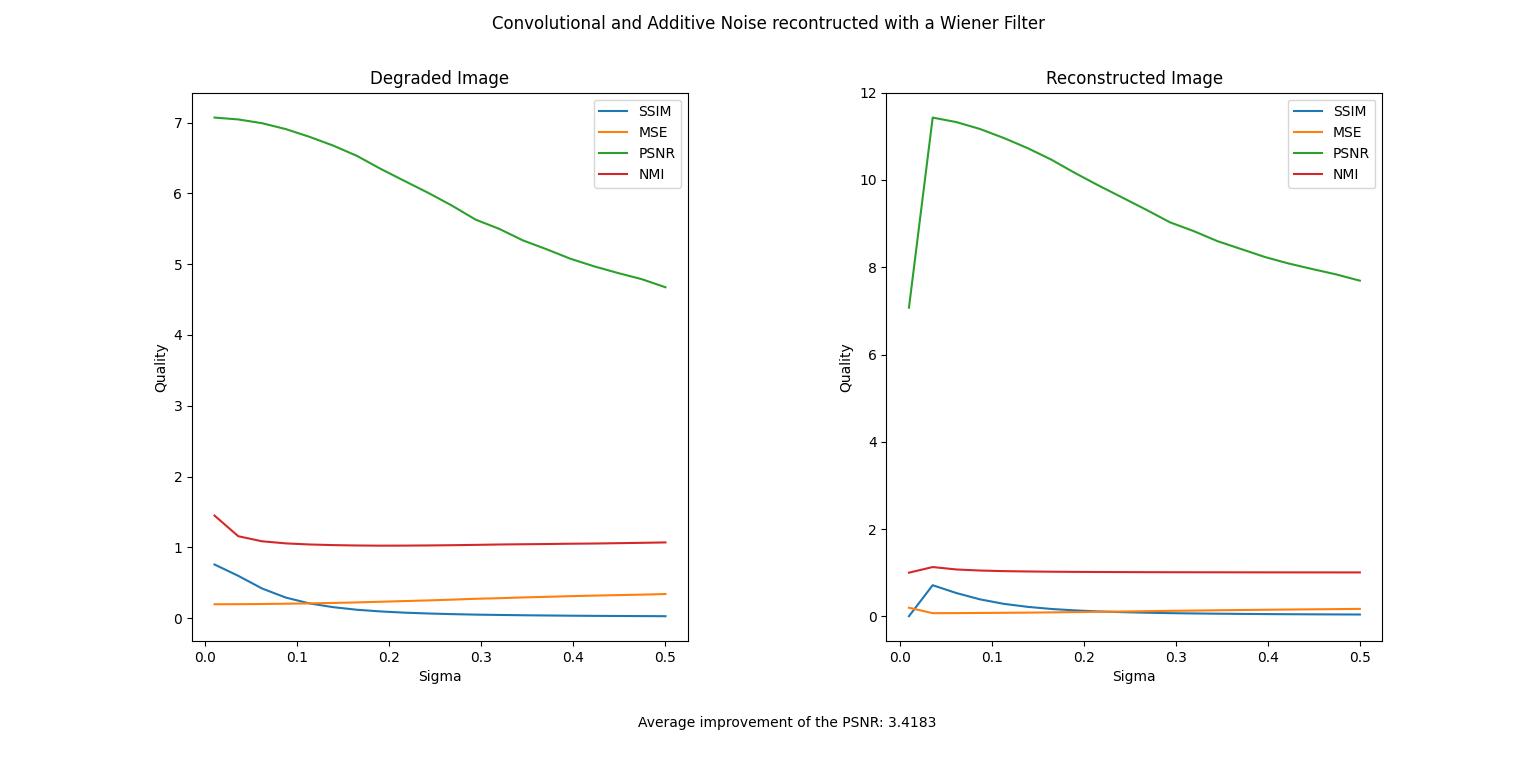 Convolutional and Additive Noise reconstructed with a Wiener Filter
Degraded Image
SSIM
MSE
PSNR
NMI
7
6
5
4
3
2
1
0
Quality
0.0 0.1 0.2 0.3 0.4 0.5
Sigma
Reconstructed Image
SSIM
MSE
PSNR
NMI
12
10
8
6
4
2
0
Quality
0.0 0.1 0.2 0.3 0.4 0.5
Sigma
Average improvement of the PSNR: 3.4183